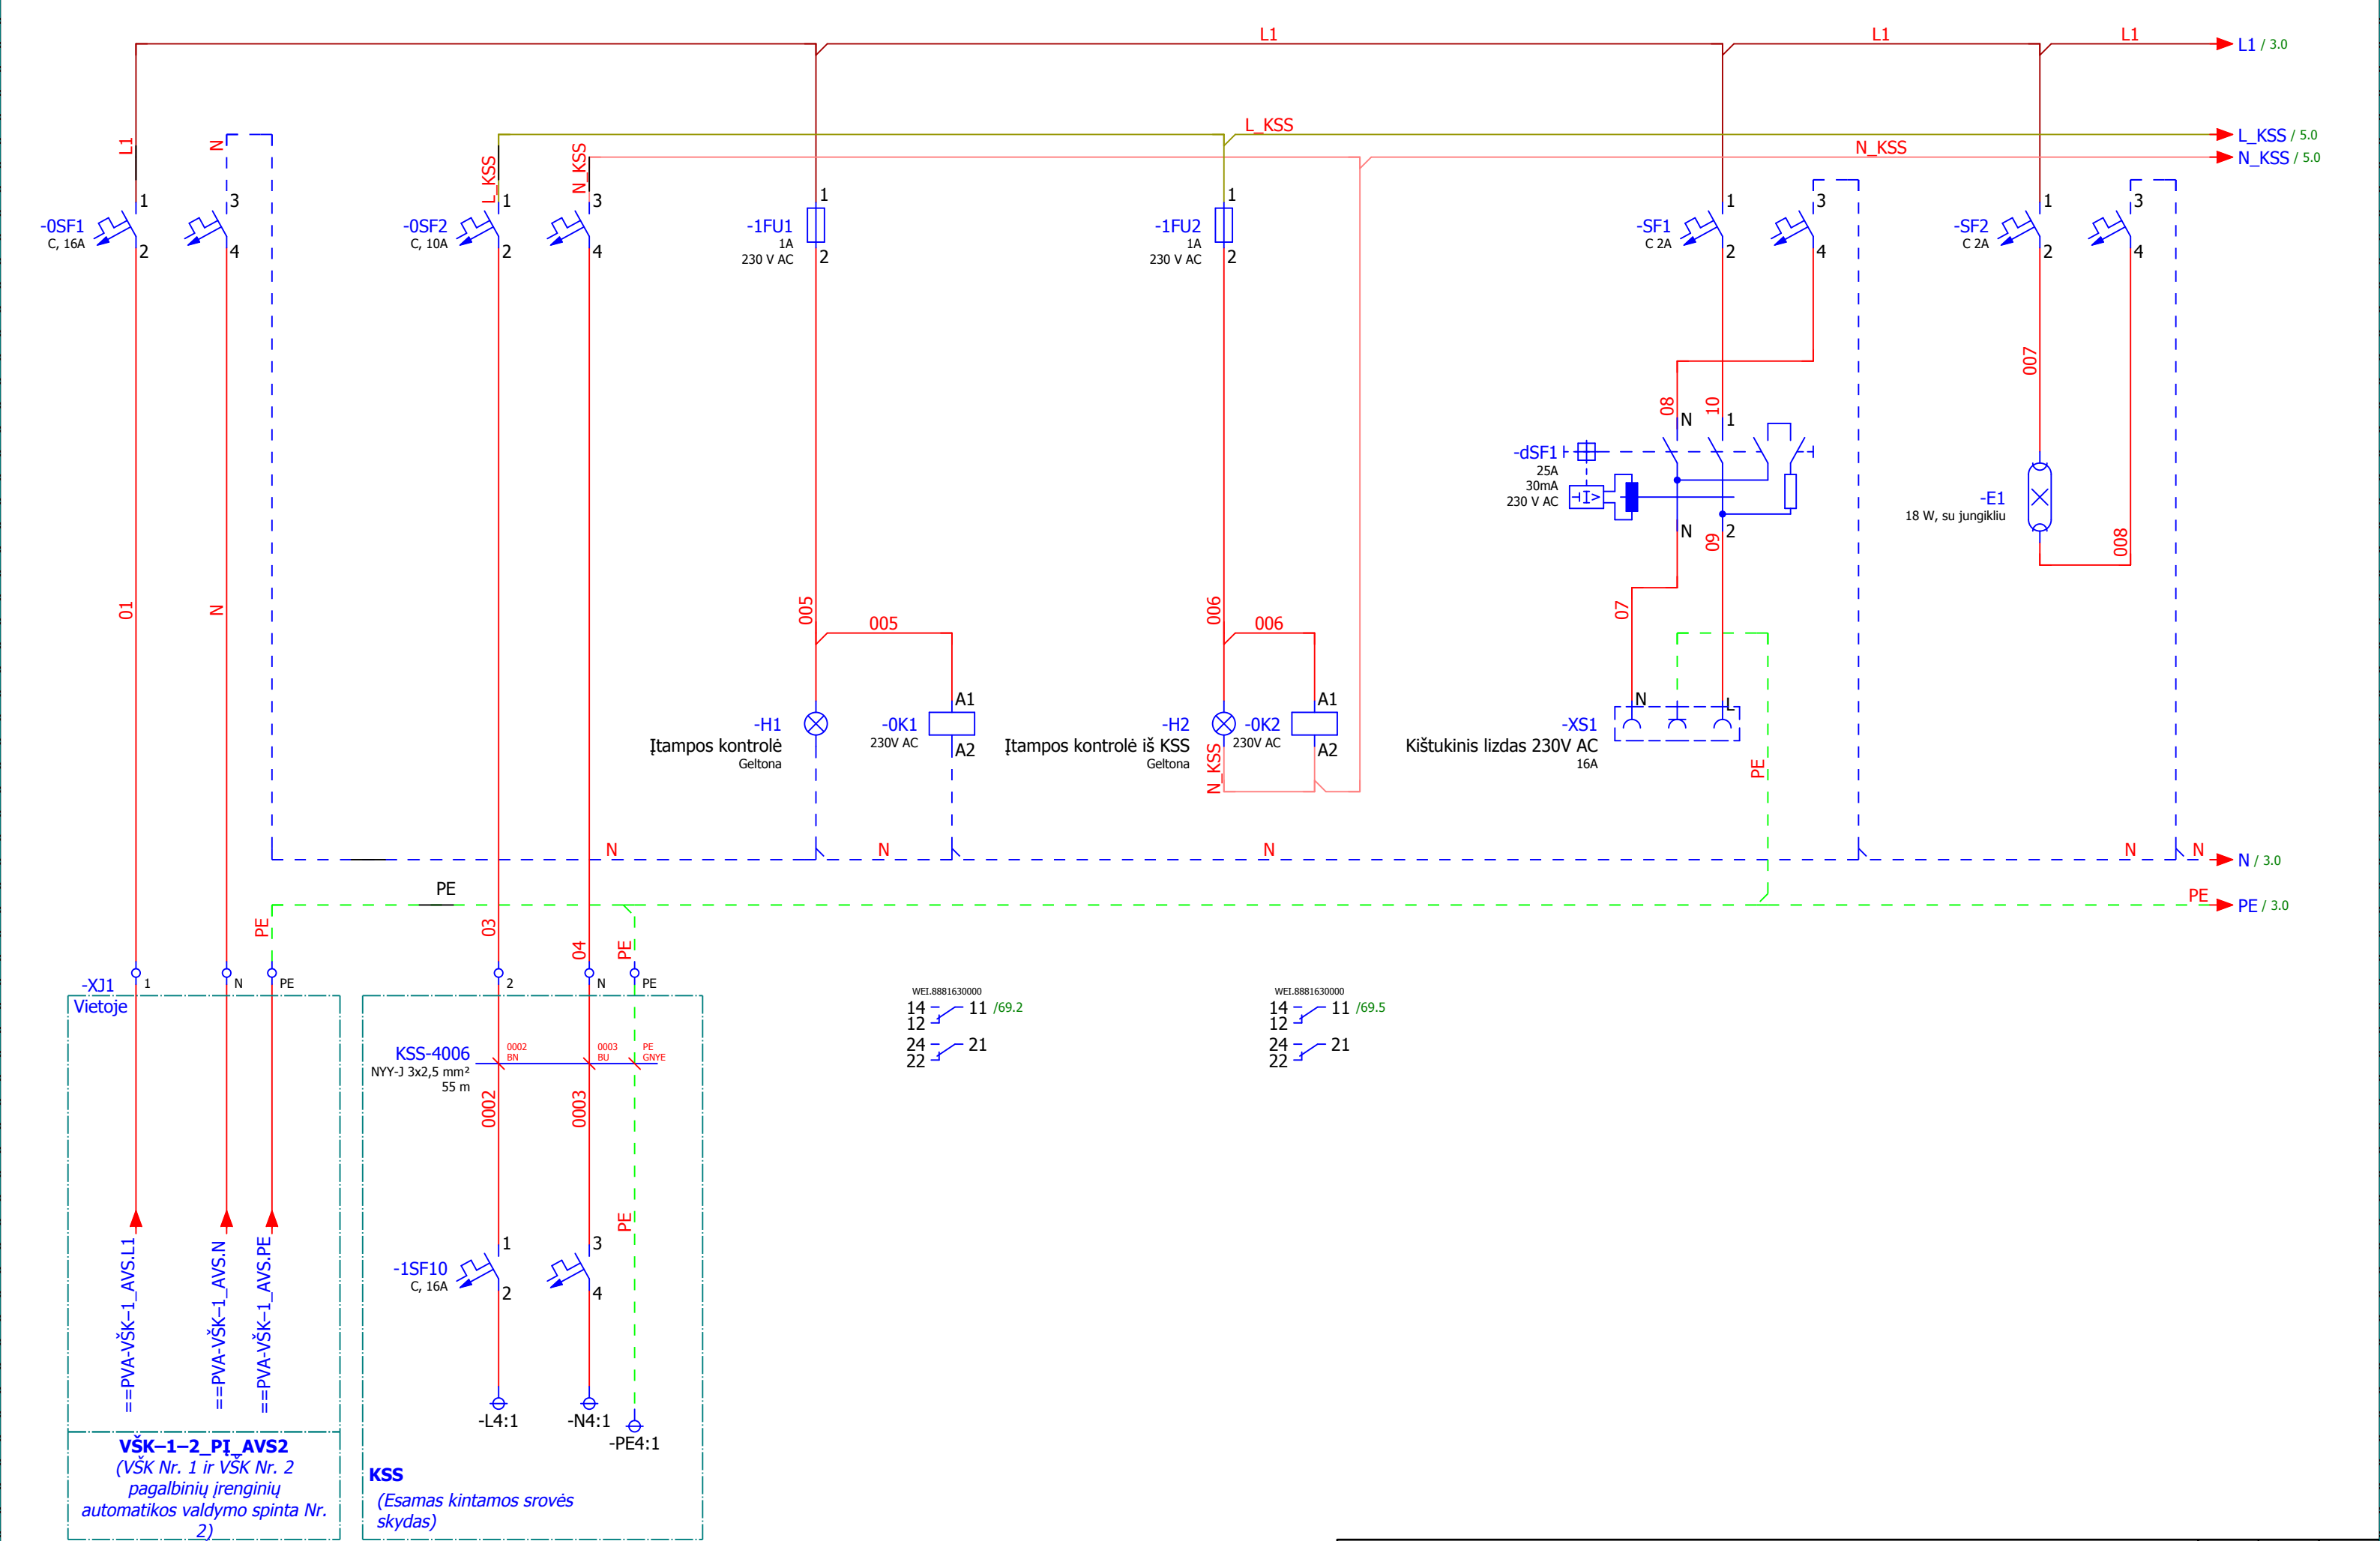 L1
L1
L1
L1 / 3.0
L_KSS
L_KSS / 5.0
N_KSS
N_KSS / 5.0
L1
N
L_KSS
N_KSS
-0SF1
C, 16A
1
2
3
4
-0SF2
C, 10A
1
2
3
4
-1FU1
1A
230 V AC
1
2
-1FU2
1A
230 V AC
1
2
-SF1
C 2A
1
2
3
4
-SF2
C 2A
1
2
3
4
007
08
10
N
1
-dSF1
25A
30mA
230 V AC
N
2
09
-E1
18 W, su jungikliu
008
01
N
005
005
006
006
07
-H1
Įtampos kontrolė
Geltona
-0K1
230V AC
A1
A2
-H2
Įtampos kontrolė iš KSS
Geltona
N_KSS
-0K2
230V AC
A1
A2
-XS1
Kištukinis lizdas 230V AC
16A
N
L
PE
N
N
N
N
N
N / 3.0
PE
PE
PE / 3.0
PE
03
04
PE
-XJ1
1
N
PE
2
N
PE
Vietoje
WEI.8881630000
14
11 /69.2
12
24
21
22
WEI.8881630000
14
11 /69.5
12
24
21
22
KSS-4006
NYY-J 3x2,5 mm²
55 m
0002
BN
0003
BU
PE
GNYE
0002
0003
PE
==PVA-VŠK–1_AVS.L1
==PVA-VŠK–1_AVS.N
==PVA-VŠK–1_AVS.PE
-1SF10
C, 16A
1
2
3
4
-L4:1
-N4:1
-PE4:1
VŠK–1–2_PĮ_AVS2
(VŠK Nr. 1 ir VŠK Nr. 2
pagalbinių įrenginių
automatikos valdymo spinta Nr.
2)
KSS
(Esamas kintamos srovės
skydas)